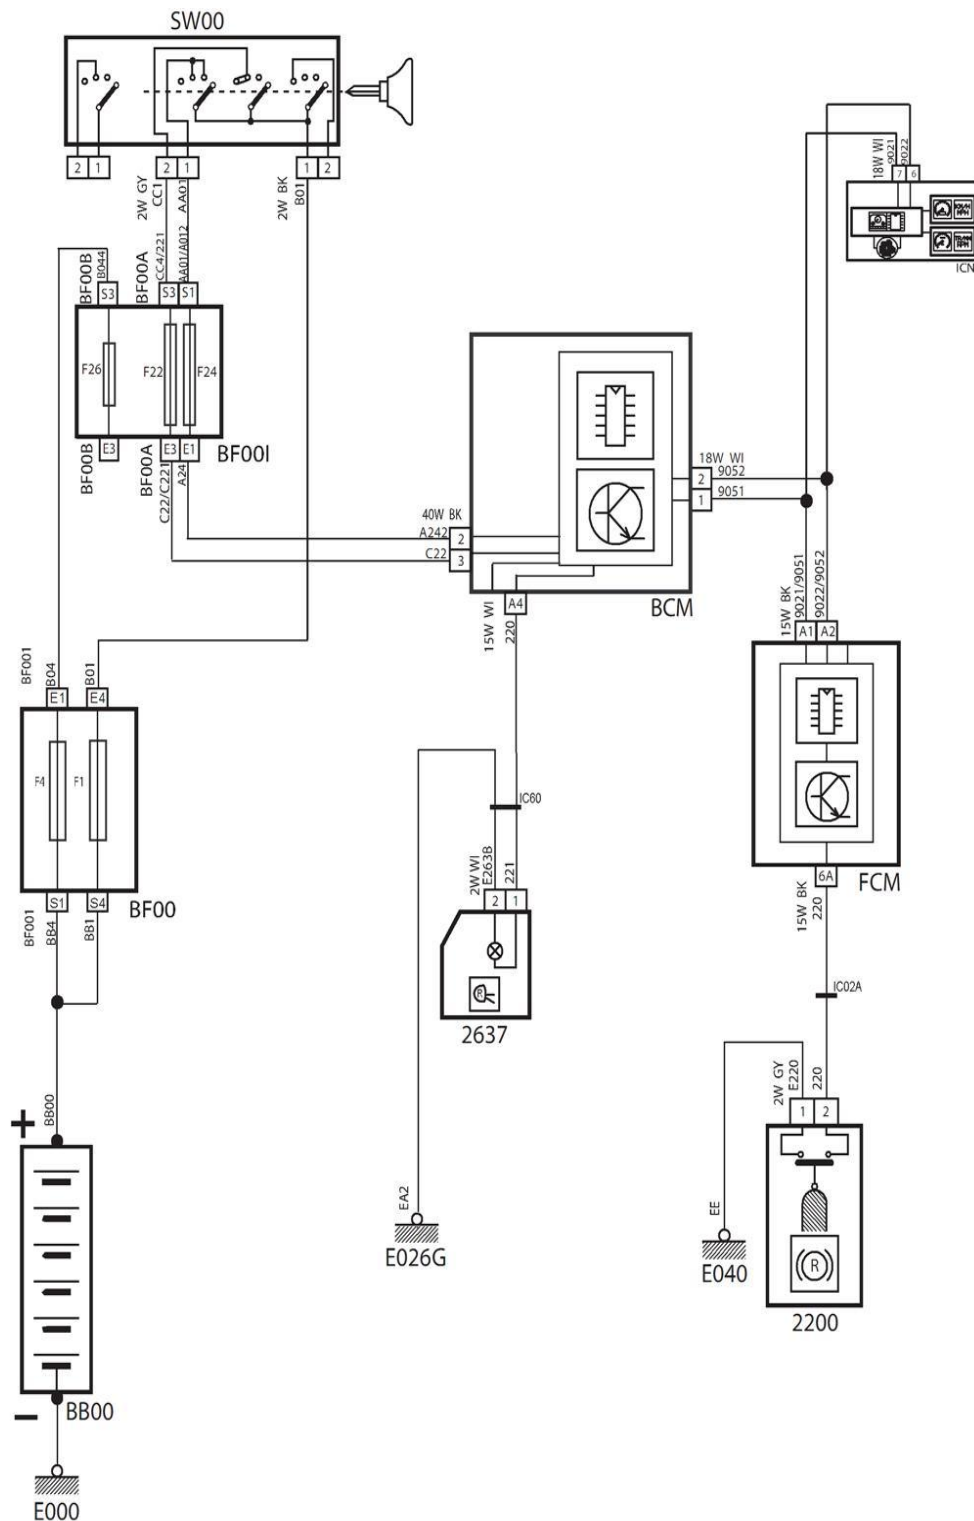 SW00
2 1
2 1
1 2
2W GY
CC1
AA01
2W BK
B01
18W WI
9021
9022
7 6
ICN
BF00B
B044
BF00A
CC4/221
AA01/A012
S3
S3 S1
F26
F22
F24
E3
E3 E1
BF00I
BF00B
BF00A
C22/C221
A24
40W BK
A242
2
C22
3
18W WI
9052
2
9051
1
BCM
A4
15W WI
220
15W BK
9021/9051
9022/9052
A1 A2
BF001
B04
B01
E1 E4
F4
F1
S1 S4
BF00
BF001
BB4
BB1
IC60
2W WI
E263B
221
2 1
R
2637
6A
FCM
15W BK
220
IC02A
2W GY
E220
220
1 2
R
2200
BB00
+
−
BB00
E000
EA2
E026G
EE
E040